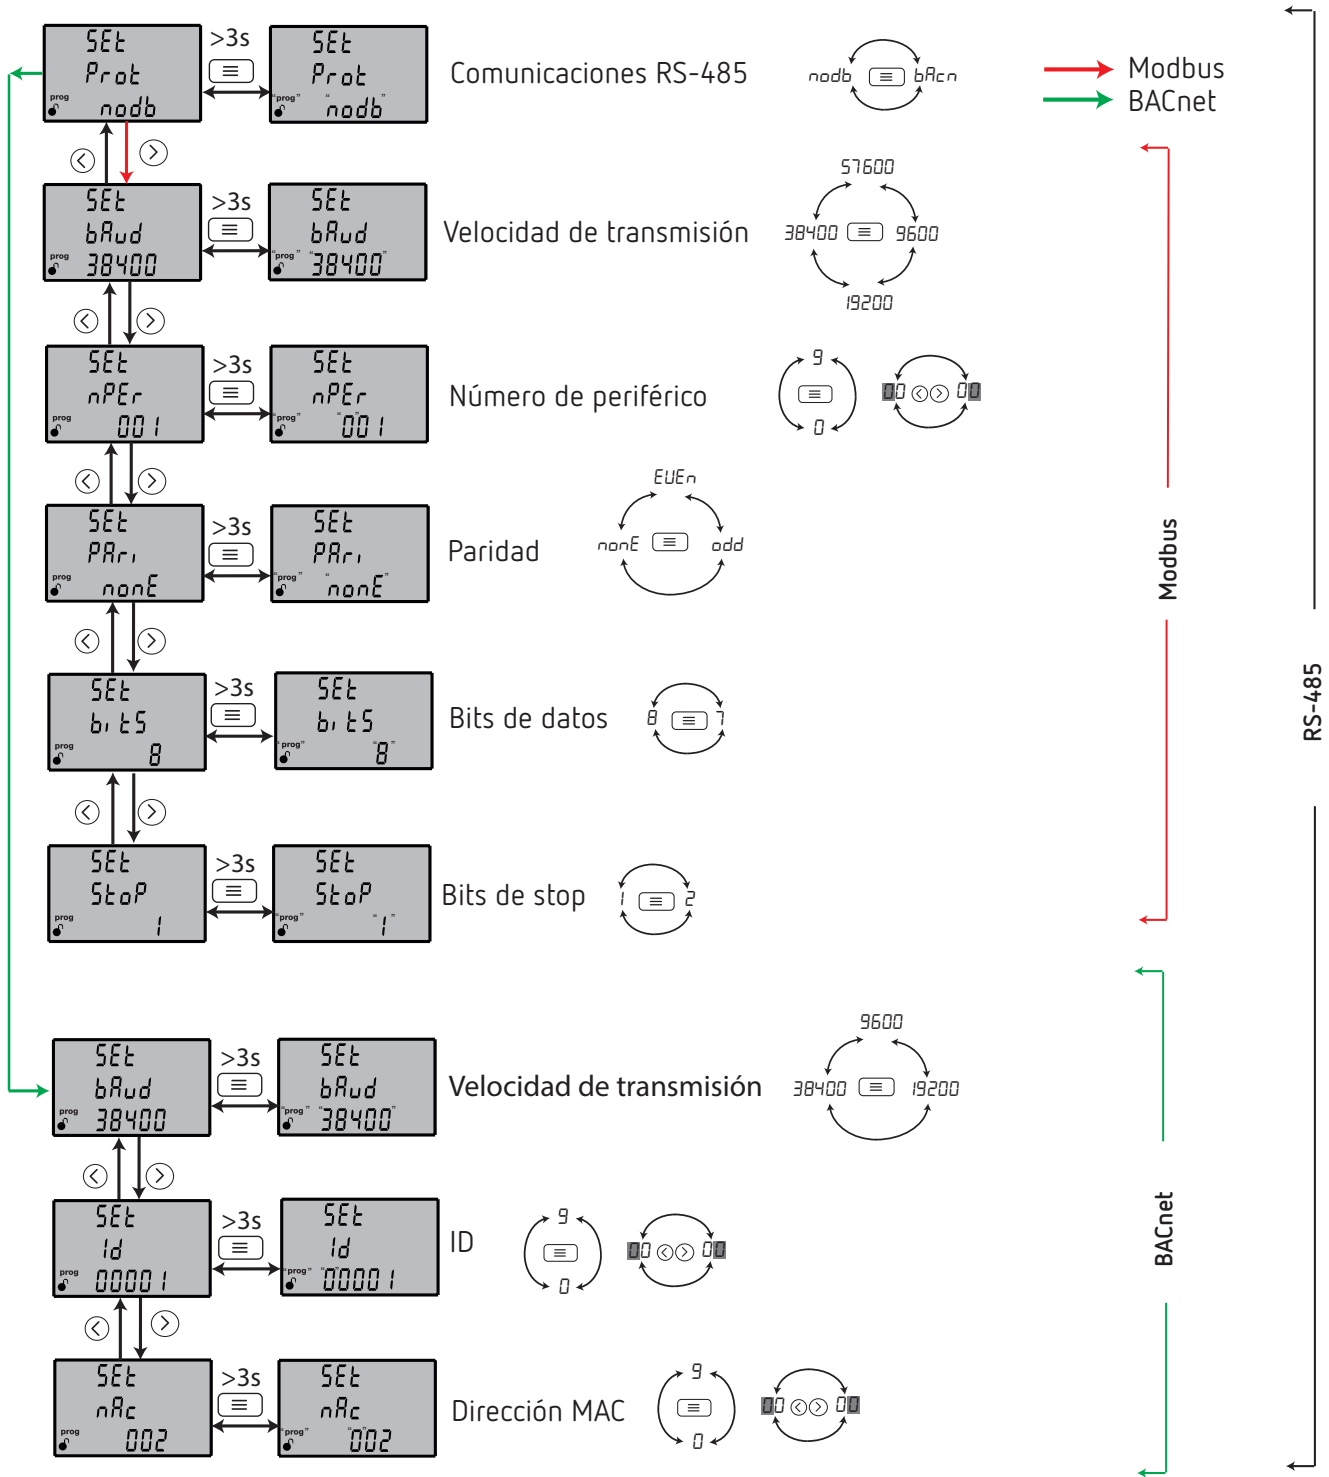 SEt
Prot
prog
nodb
>3s
SEt
Prot
"prog"
"nodb"
Comunicaciones RS-485
nodb
bAcn
Modbus
BACnet
SEt
bAud
prog
38400
>3s
SEt
bAud
"prog"
"38400"
Velocidad de transmisión
57600
38400
9600
19200
SEt
nPEr
prog
001
>3s
SEt
nPEr
"prog"
"0"01
Número de periférico
9
0
00
00
SEt
PAri
prog
nonE
>3s
SEt
PAri
"prog"
"nonE"
Paridad
EVEn
nonE
odd
SEt
bitS
prog
8
>3s
SEt
bitS
"prog"
"8"
Bits de datos
8
7
SEt
StoP
prog
1
>3s
SEt
StoP
"prog"
"1"
Bits de stop
1
2
Modbus
RS-485
SEt
bAud
prog
38400
>3s
SEt
bAud
"prog"
"38400"
Velocidad de transmisión
9600
38400
19200
SEt
Id
prog
00001
>3s
SEt
Id
"prog"
"0"0001
ID
9
0
00
00
SEt
nAc
prog
002
>3s
SEt
nAc
"prog"
"0"02
Dirección MAC
9
0
00
00
BACnet